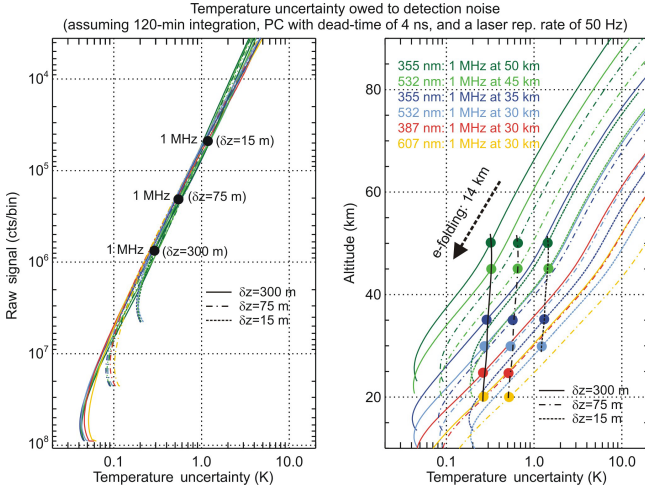 Temperature uncertainty owed to detection noise
(assuming 120-min integration, PC with dead-time of 4 ns, and a laser rep. rate of 50 Hz)
Raw signal (cts/bin)
10⁴
10⁵
10⁶
10⁷
10⁸
1 MHz (δz=15 m)
1 MHz (δz=75 m)
1 MHz (δz=300 m)
δz=300 m
δz=75 m
δz=15 m
0.1 1.0 10.0
Temperature uncertainty (K)
Altitude (km)
80
60
40
20
355 nm: 1 MHz at 50 km
532 nm: 1 MHz at 45 km
355 nm: 1 MHz at 35 km
532 nm: 1 MHz at 30 km
387 nm: 1 MHz at 30 km
607 nm: 1 MHz at 30 km
e-folding: 14 km
δz=300 m
δz=75 m
δz=15 m
0.1 1.0 10.0
Temperature uncertainty (K)